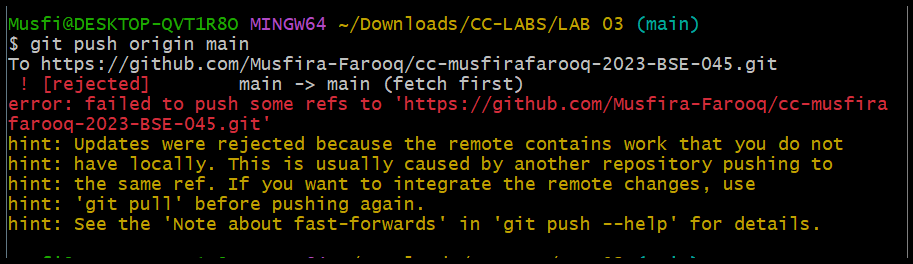 Musfi@DESKTOP-QVT1R8O MINGW64 ~/Downloads/CC-LABS/LAB 03 (main)
$ git push origin main
To https://github.com/Musfira-Farooq/cc-musfirafarooq-2023-BSE-045.git
 ! [rejected]        main -> main (fetch first)
error: failed to push some refs to 'https://github.com/Musfira-Farooq/cc-musfira
farooq-2023-BSE-045.git'
hint: Updates were rejected because the remote contains work that you do not
hint: have locally. This is usually caused by another repository pushing to
hint: the same ref. If you want to integrate the remote changes, use
hint: 'git pull' before pushing again.
hint: See the 'Note about fast-forwards' in 'git push --help' for details.